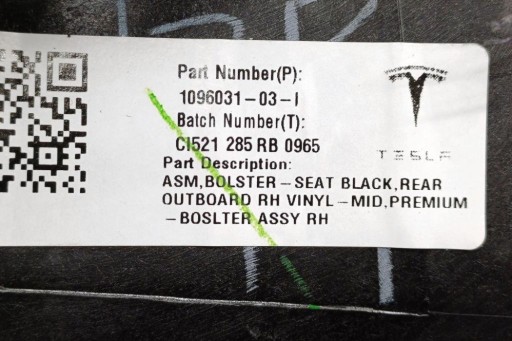 Part Number(P):
1096031-03-I
Batch Number(T):
CI521 285 RB 0965
TESLA
Part Description:
ASM,BOLSTER-SEAT BLACK,REAR
OUTBOARD RH VINYL-MID,PREMIUM
-BOSLTER ASSY RH